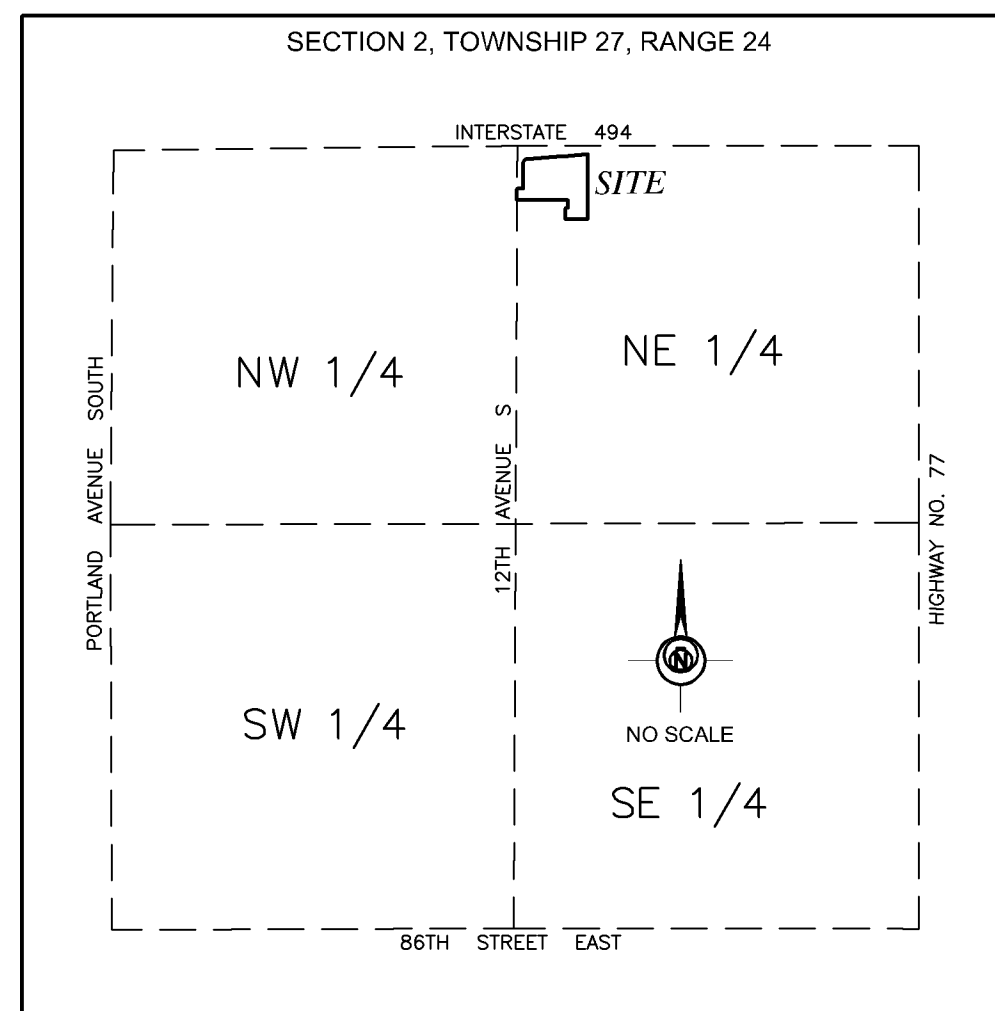 SECTION 2, TOWNSHIP 27, RANGE 24
INTERSTATE 494
SITE
NW 1/4
NE 1/4
PORTLAND AVENUE SOUTH
12TH AVENUE S
HIGHWAY NO. 77
N
NO SCALE
SW 1/4
SE 1/4
86TH STREET EAST